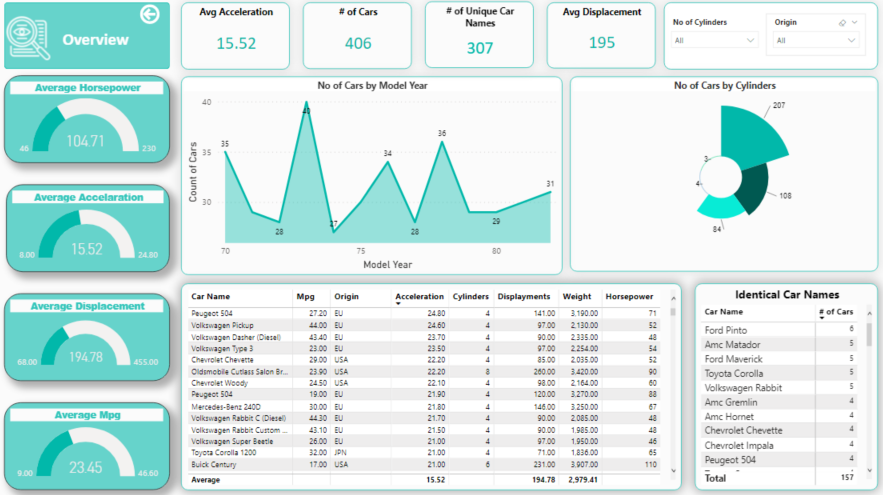 Overview
Avg Acceleration
15.52
# of Cars
406
# of Unique Car
Names
307
Avg Displacement
195
No of Cylinders
All
Origin
All
Average Horsepower
104.71
46
230
Average Accelaration
15.52
8.00
24.80
Average Displacement
194.78
68.00
455.00
Average Mpg
23.45
9.00
46.60
No of Cars by Model Year
Count of Cars
40
35
30
35
28
40
27
34
28
36
29
31
70
75
80
Model Year
No of Cars by Cylinders
207
108
84
4
3
Car Name Mpg Origin Acceleration Cylinders Displayments Weight Horsepower
Peugeot 504 27.20 EU 24.80 4 141.00 3,190.00 71
Volkswagen Pickup 44.00 EU 24.60 4 97.00 2,130.00 52
Volkswagen Dasher (Diesel) 43.40 EU 23.70 4 90.00 2,335.00 48
Volkswagen Type 3 23.00 EU 23.50 4 97.00 2,254.00 54
Chevrolet Chevette 29.00 USA 22.20 4 85.00 2,035.00 52
Oldsmobile Cutlass Salon Br... 23.90 USA 22.20 8 260.00 3,420.00 90
Chevrolet Woody 24.50 USA 22.10 4 98.00 2,164.00 60
Peugeot 504 19.00 EU 21.90 4 120.00 3,270.00 88
Mercedes-Benz 240D 30.00 EU 21.80 4 146.00 3,250.00 67
Volkswagen Rabbit C (Diesel) 44.30 EU 21.70 4 90.00 2,085.00 48
Volkswagen Rabbit Custom ... 43.10 EU 21.50 4 90.00 1,985.00 48
Volkswagen Super Beetle 26.00 EU 21.00 4 97.00 1,950.00 46
Toyota Corolla 1200 32.00 JPN 21.00 4 71.00 1,836.00 65
Buick Century 17.00 USA 21.00 6 231.00 3,907.00 110
Average 15.52 194.78 2,979.41
Identical Car Names
Car Name # of Cars
Ford Pinto 6
Amc Matador 5
Ford Maverick 5
Toyota Corolla 5
Volkswagen Rabbit 5
Amc Gremlin 4
Amc Hornet 4
Chevrolet Chevette 4
Chevrolet Impala 4
Peugeot 504 4
Total 157